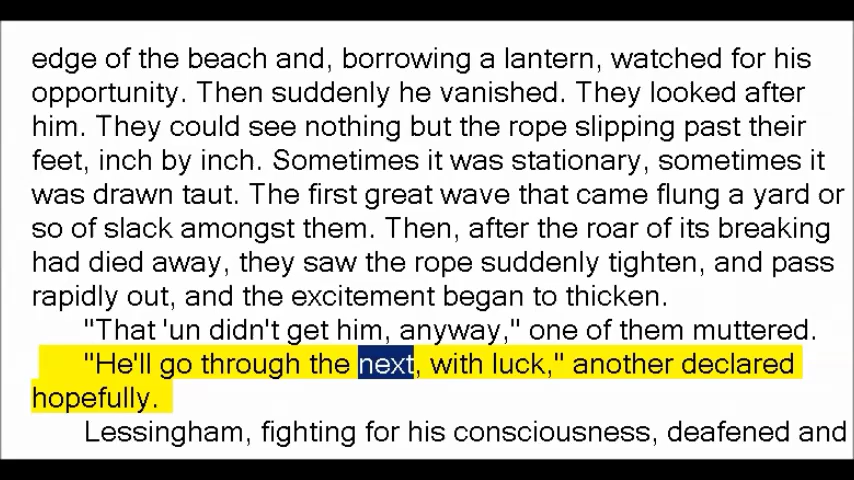 edge of the beach and, borrowing a lantern, watched for his
opportunity. Then suddenly he vanished. They looked after
him. They could see nothing but the rope slipping past their
feet, inch by inch. Sometimes it was stationary, sometimes it
was drawn taut. The first great wave that came flung a yard or
so of slack amongst them. Then, after the roar of its breaking
had died away, they saw the rope suddenly tighten, and pass
rapidly out, and the excitement began to thicken.
"That 'un didn't get him, anyway," one of them muttered.
"He'll go through the next, with luck," another declared
hopefully.
Lessingham, fighting for his consciousness, deafened and